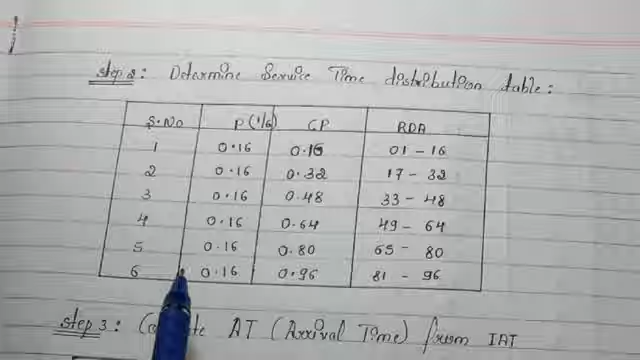 Step 2: Determine Service Time distribution table:
S.No P(1/6) CP RDA
1 0.16 0.16 01 - 16
2 0.16 0.32 17 - 32
3 0.16 0.48 33 - 48
4 0.16 0.64 49 - 64
5 0.16 0.80 65 - 80
6 0.16 0.96 81 - 96
Step 3: AT (Arrival Time) from IAT